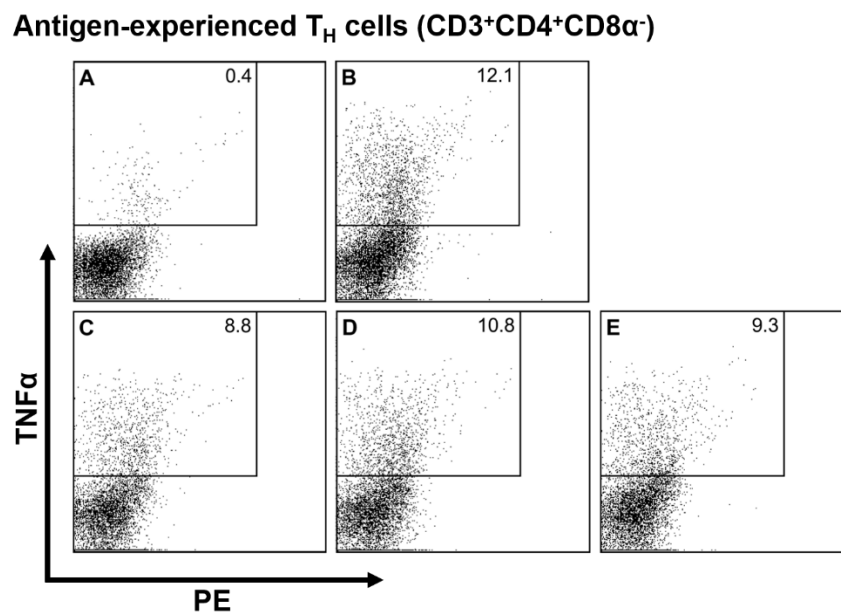 Antigen-experienced TH cells (CD3⁺CD4⁺CD8α⁻)
A 0.4
B 12.1
C 8.8
D 10.8
E 9.3
TNFα
PE